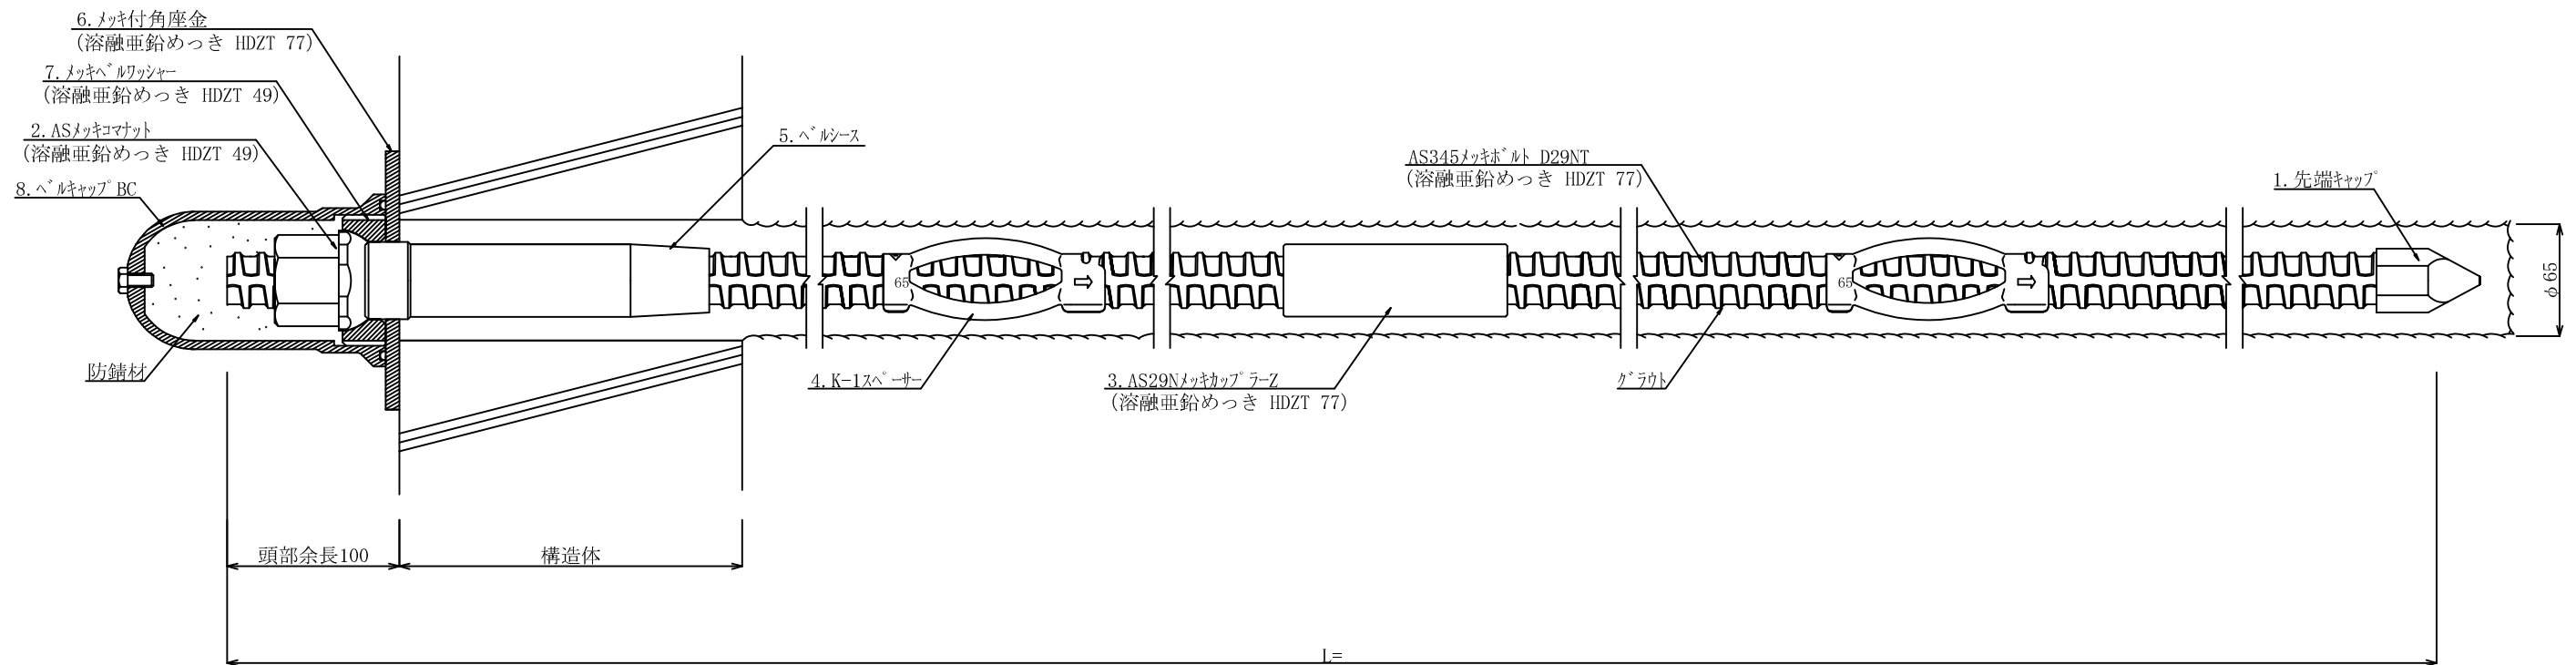 6.ﾒｯｷ付角座金
(溶融亜鉛めっき HDZT 77)
7.ﾒｯｷﾍﾞﾙﾜｯｼｬｰ
(溶融亜鉛めっき HDZT 49)
2.ASﾒｯｷｺﾏﾅｯﾄ
(溶融亜鉛めっき HDZT 49)
8.ﾍﾞﾙｷｬｯﾌﾟBC
5.ﾍﾞﾙｼｰｽ
AS345ﾒｯｷﾎﾞﾙﾄ D29NT
(溶融亜鉛めっき HDZT 77)
1.先端ｷｬｯﾌﾟ
65
65
φ65
防錆材
4.K-1ｽﾍﾟｰｻｰ
3.AS29NﾒｯｷｶｯﾌﾟﾗｰZ
(溶融亜鉛めっき HDZT 77)
ｸﾞﾗｳﾄ
頭部余長100
構造体
L=